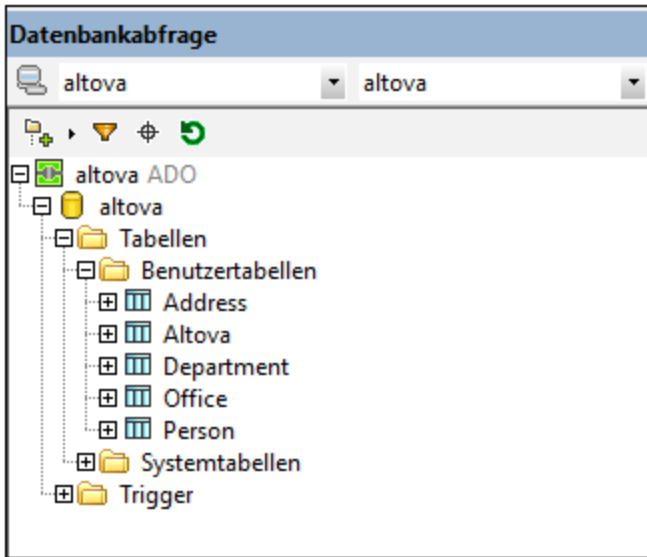 Datenbankabfrage
altova altova
altova ADO
altova
Tabellen
Benutzertabellen
Address
Altova
Department
Office
Person
Systemtabellen
Trigger